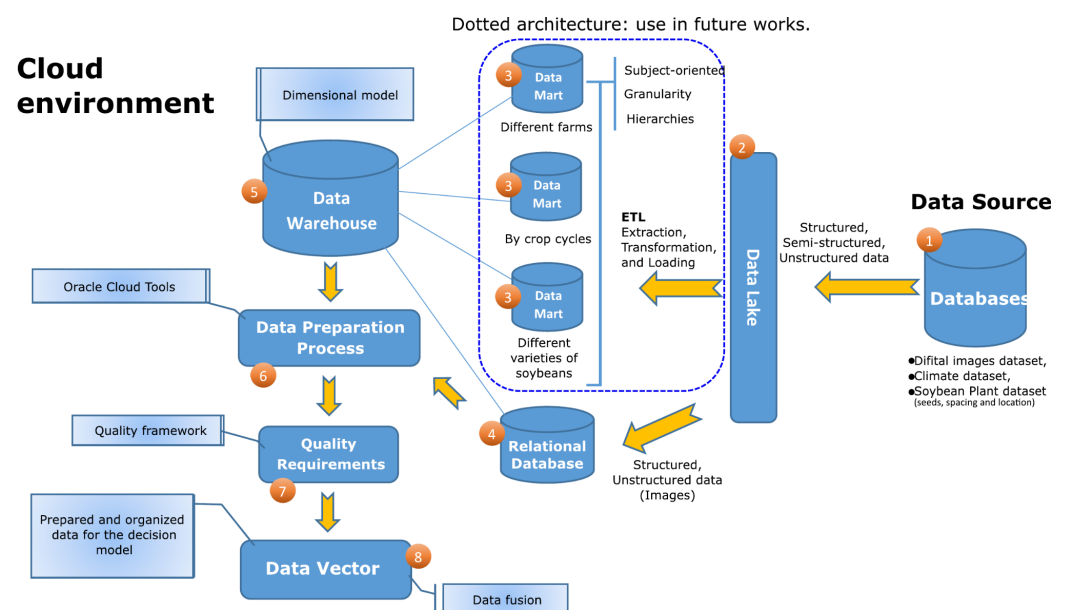 Dotted architecture: use in future works.
Cloud
environment
Dimensional model
3
Data
Mart
Different farms
Subject-oriented
Granularity
Hierarchies
2
5
Data
Warehouse
3
Data
Mart
By crop cycles
ETL
Extraction,
Transformation,
and Loading
Data Lake
Structured,
Semi-structured,
Unstructured data
Data Source
1
Databases
Difital images dataset,
Climate dataset,
Soybean Plant dataset
(seeds, spacing and location)
3
Data
Mart
Different
varieties of
soybeans
Oracle Cloud Tools
Data Preparation
Process
6
4
Relational
Database
Structured,
Unstructured data
(Images)
Quality framework
Quality
Requirements
7
Prepared and organized
data for the decision
model
Data Vector
8
Data fusion